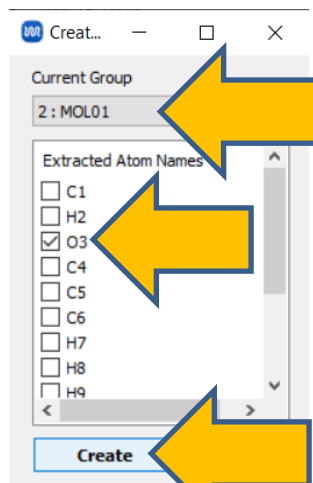 Creat...
Current Group
2 : MOL01
Extracted Atom Names
C1
H2
O3
C4
C5
C6
H7
H8
H9
Create